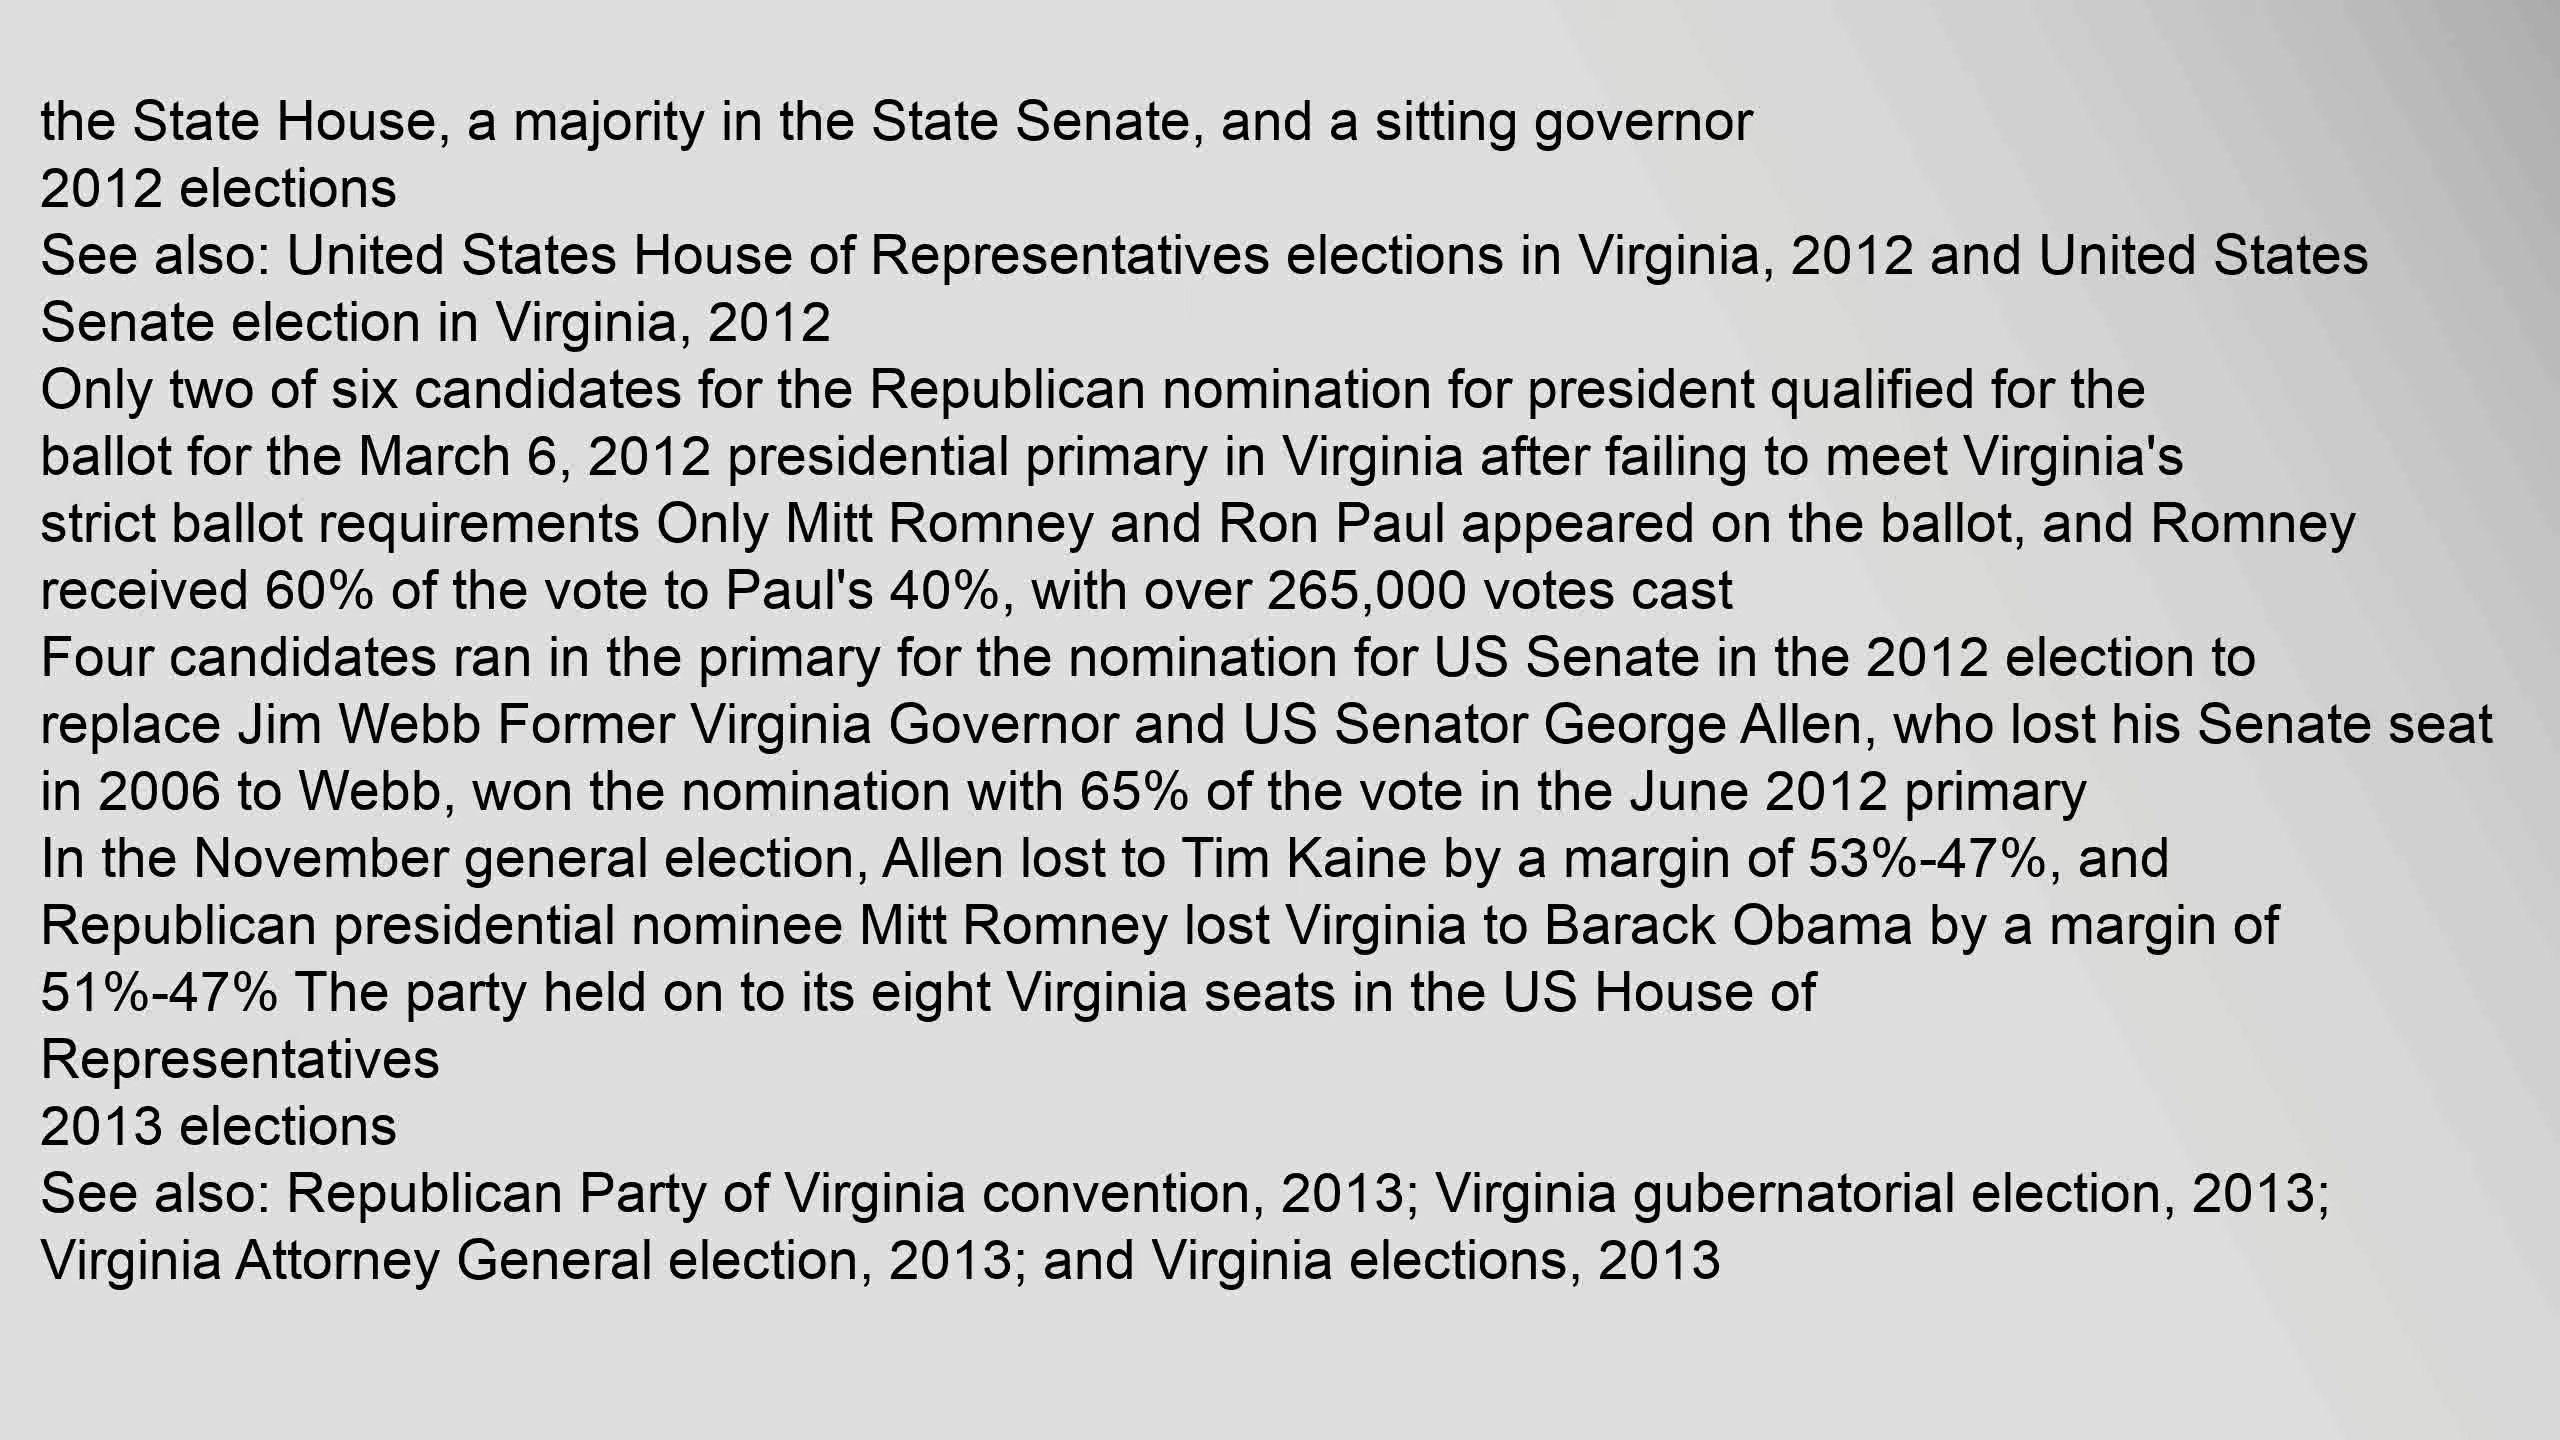 the State House, a majority in the State Senate, and a sitting governor
2012 elections
See also: United States House of Representatives elections in Virginia, 2012 and United States
Senate election in Virginia, 2012
Only two of six candidates for the Republican nomination for president qualified for the
ballot for the March 6, 2012 presidential primary in Virginia after failing to meet Virginia's
strict ballot requirements Only Mitt Romney and Ron Paul appeared on the ballot, and Romney
received 60% of the vote to Paul's 40%, with over 265,000 votes cast
Four candidates ran in the primary for the nomination for US Senate in the 2012 election to
replace Jim Webb Former Virginia Governor and US Senator George Allen, who lost his Senate seat
in 2006 to Webb, won the nomination with 65% of the vote in the June 2012 primary
In the November general election, Allen lost to Tim Kaine by a margin of 53%-47%, and
Republican presidential nominee Mitt Romney lost Virginia to Barack Obama by a margin of
51%-47% The party held on to its eight Virginia seats in the US House of
Representatives
2013 elections
See also: Republican Party of Virginia convention, 2013; Virginia gubernatorial election, 2013;
Virginia Attorney General election, 2013; and Virginia elections, 2013